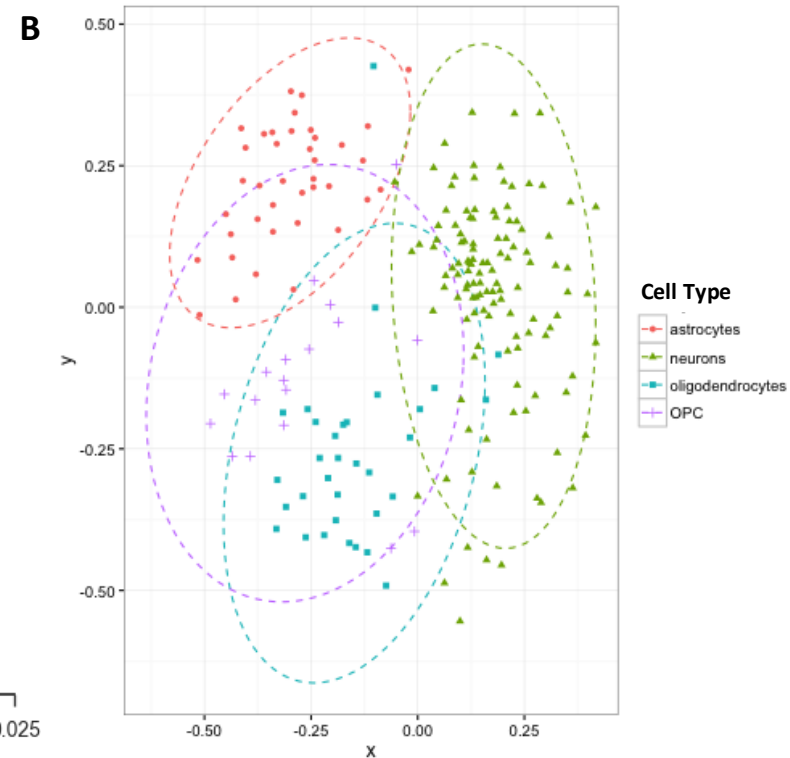 B
0.50
0.25
0.00
-0.25
-0.50
y
-0.50 -0.25 0.00 0.25
x
Cell Type
astrocytes
neurons
oligodendrocytes
OPC
0.025